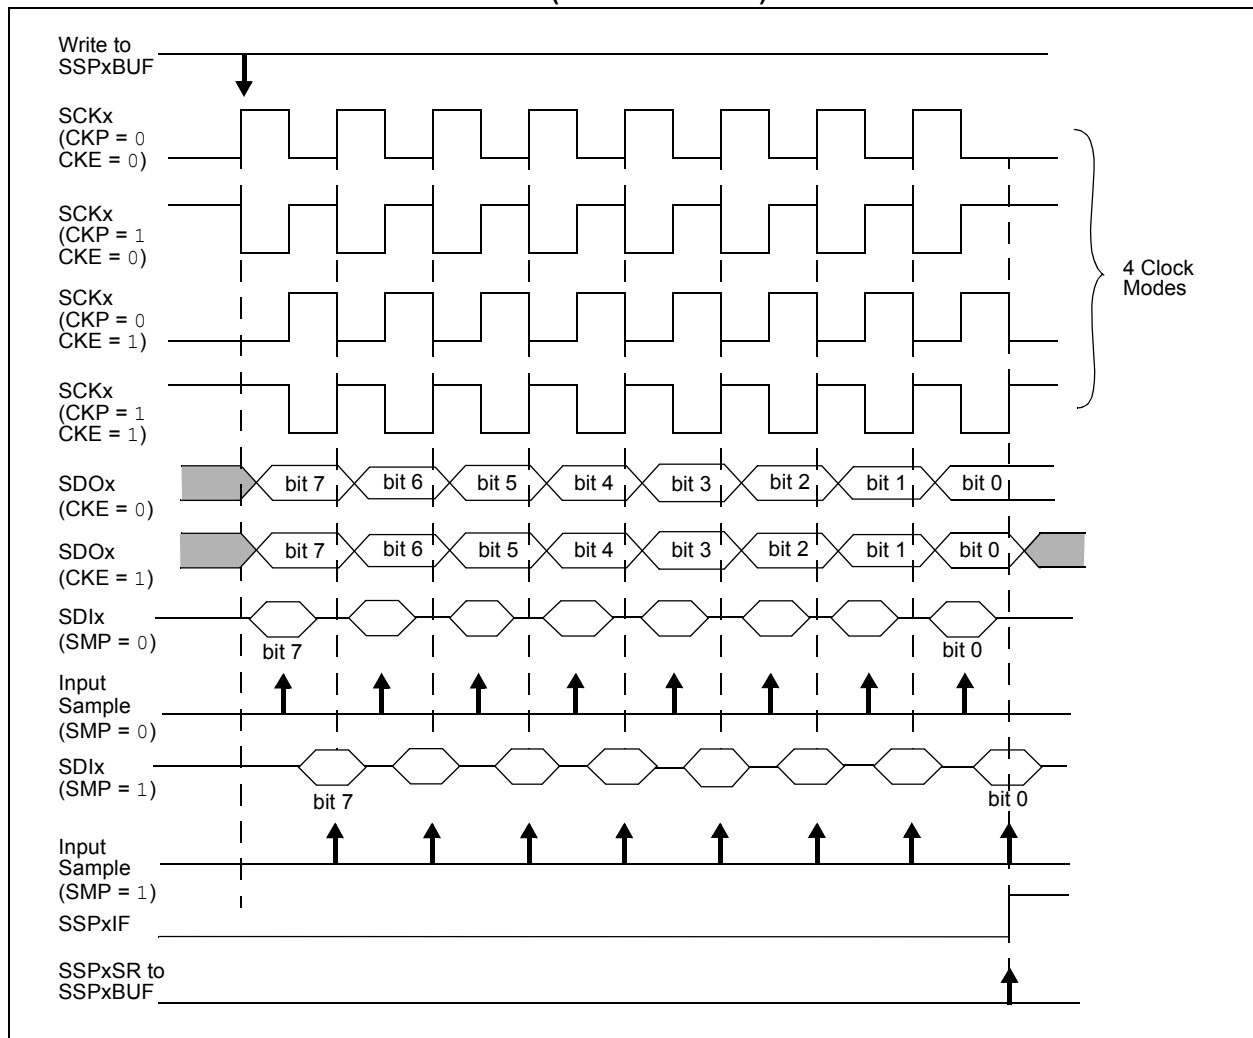 Write to
SSPxBUF
SCKx
(CKP = 0
CKE = 0)
SCKx
(CKP = 1
CKE = 0)
SCKx
(CKP = 0
CKE = 1)
SCKx
(CKP = 1
CKE = 1)
4 Clock
Modes
SDOx
(CKE = 0)
bit 7 bit 6 bit 5 bit 4 bit 3 bit 2 bit 1 bit 0
SDOx
(CKE = 1)
bit 7 bit 6 bit 5 bit 4 bit 3 bit 2 bit 1 bit 0
SDIx
(SMP = 0)
bit 7 bit 0
Input
Sample
(SMP = 0)
SDIx
(SMP = 1)
bit 7 bit 0
Input
Sample
(SMP = 1)
SSPxIF
SSPxSR to
SSPxBUF